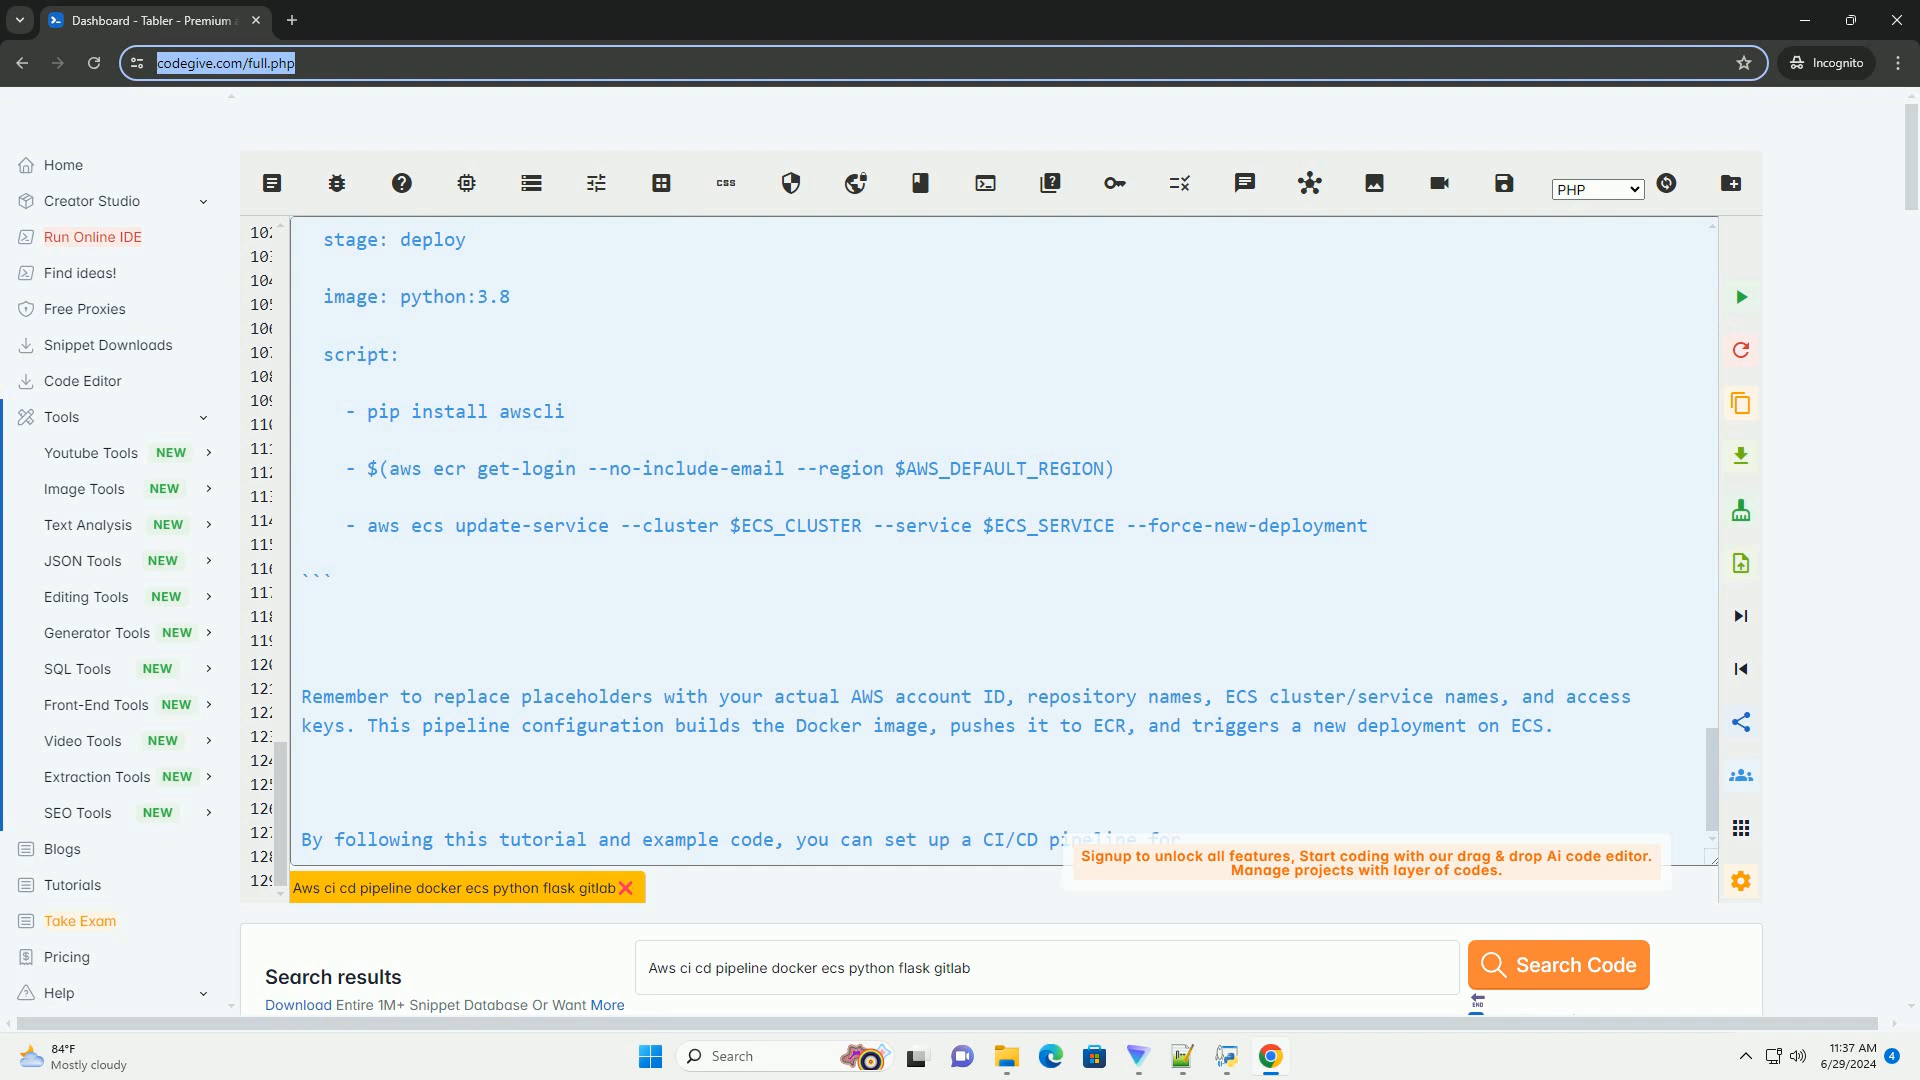 Dashboard - Tabler - Premium
codegive.com/full.php
Incognito
Home
Creator Studio
Run Online IDE
Find ideas!
Free Proxies
Snippet Downloads
Code Editor
Tools
Youtube Tools NEW
Image Tools NEW
Text Analysis NEW
JSON Tools NEW
Editing Tools NEW
Generator Tools NEW
SQL Tools NEW
Front-End Tools NEW
Video Tools NEW
Extraction Tools NEW
SEO Tools NEW
Blogs
Tutorials
Take Exam
Pricing
Help
css
PHP
stage: deploy
image: python:3.8
script:
- pip install awscli
- $(aws ecr get-login --no-include-email --region $AWS_DEFAULT_REGION)
- aws ecs update-service --cluster $ECS_CLUSTER --service $ECS_SERVICE --force-new-deployment
```
Remember to replace placeholders with your actual AWS account ID, repository names, ECS cluster/service names, and access
keys. This pipeline configuration builds the Docker image, pushes it to ECR, and triggers a new deployment on ECS.
By following this tutorial and example code, you can set up a CI/CD pipeline for
Signup to unlock all features, Start coding with our drag & drop Ai code editor.
Manage projects with layer of codes.
Aws ci cd pipeline docker ecs python flask gitlab❌
Search results
Download Entire 1M+ Snippet Database Or Want More
Aws ci cd pipeline docker ecs python flask gitlab
Search Code
END
84°F
Mostly cloudy
Search
11:37 AM
6/29/2024
4